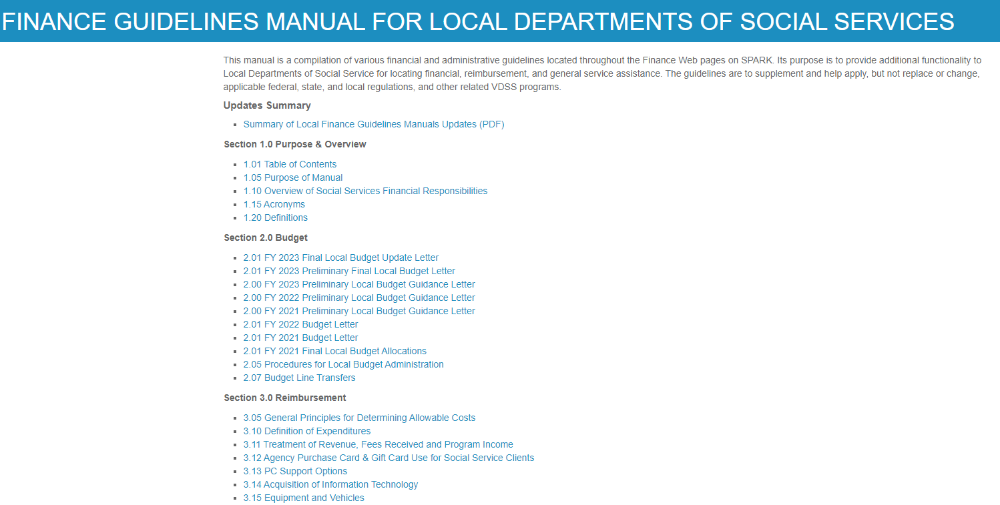 FINANCE GUIDELINES MANUAL FOR LOCAL DEPARTMENTS OF SOCIAL SERVICES
This manual is a compilation of various financial and administrative guidelines located throughout the Finance Web pages on SPARK. Its purpose is to provide additional functionality to
Local Departments of Social Service for locating financial, reimbursement, and general service assistance. The guidelines are to supplement and help apply, but not replace or change,
applicable federal, state, and local regulations, and other related VDSS programs.
Updates Summary
▪ Summary of Local Finance Guidelines Manuals Updates (PDF)
Section 1.0 Purpose & Overview
▪ 1.01 Table of Contents
▪ 1.05 Purpose of Manual
▪ 1.10 Overview of Social Services Financial Responsibilities
▪ 1.15 Acronyms
▪ 1.20 Definitions
Section 2.0 Budget
▪ 2.01 FY 2023 Final Local Budget Update Letter
▪ 2.01 FY 2023 Preliminary Final Local Budget Letter
▪ 2.00 FY 2023 Preliminary Local Budget Guidance Letter
▪ 2.00 FY 2022 Preliminary Local Budget Guidance Letter
▪ 2.00 FY 2021 Preliminary Local Budget Guidance Letter
▪ 2.01 FY 2022 Budget Letter
▪ 2.01 FY 2021 Budget Letter
▪ 2.01 FY 2021 Final Local Budget Allocations
▪ 2.05 Procedures for Local Budget Administration
▪ 2.07 Budget Line Transfers
Section 3.0 Reimbursement
▪ 3.05 General Principles for Determining Allowable Costs
▪ 3.10 Definition of Expenditures
▪ 3.11 Treatment of Revenue, Fees Received and Program Income
▪ 3.12 Agency Purchase Card & Gift Card Use for Social Service Clients
▪ 3.13 PC Support Options
▪ 3.14 Acquisition of Information Technology
▪ 3.15 Equipment and Vehicles